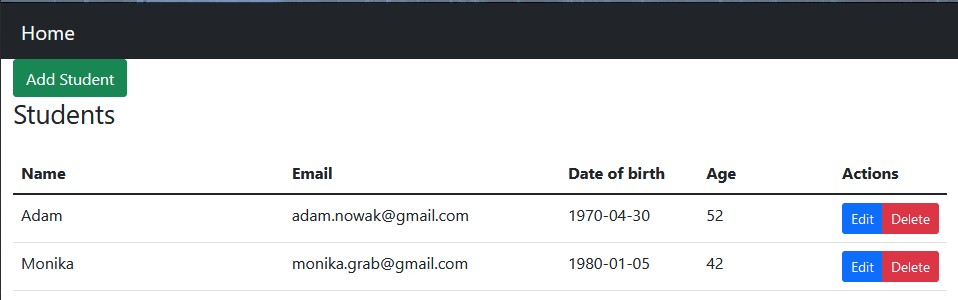 Home
Add Student
Students
Name Email Date of birth Age Actions
Adam adam.nowak@gmail.com 1970-04-30 52 Edit Delete
Monika monika.grab@gmail.com 1980-01-05 42 Edit Delete